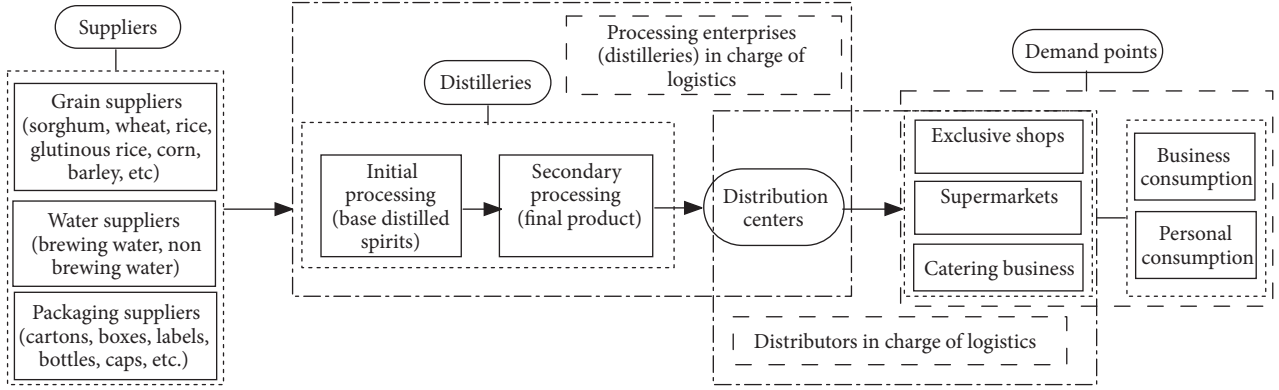 Suppliers
Grain suppliers
(sorghum, wheat, rice,
glutinous rice, corn,
barley, etc)
Water suppliers
(brewing water, non
brewing water)
Packaging suppliers
(cartons, boxes, labels,
bottles, caps, etc.)
Processing enterprises
(distilleries) in charge of
logistics
Distilleries
Initial
processing
(base distilled
spirits)
Secondary
processing
(final product)
Distribution
centers
Demand points
Exclusive shops
Supermarkets
Catering business
Business
consumption
Personal
consumption
Distributors in charge of logistics